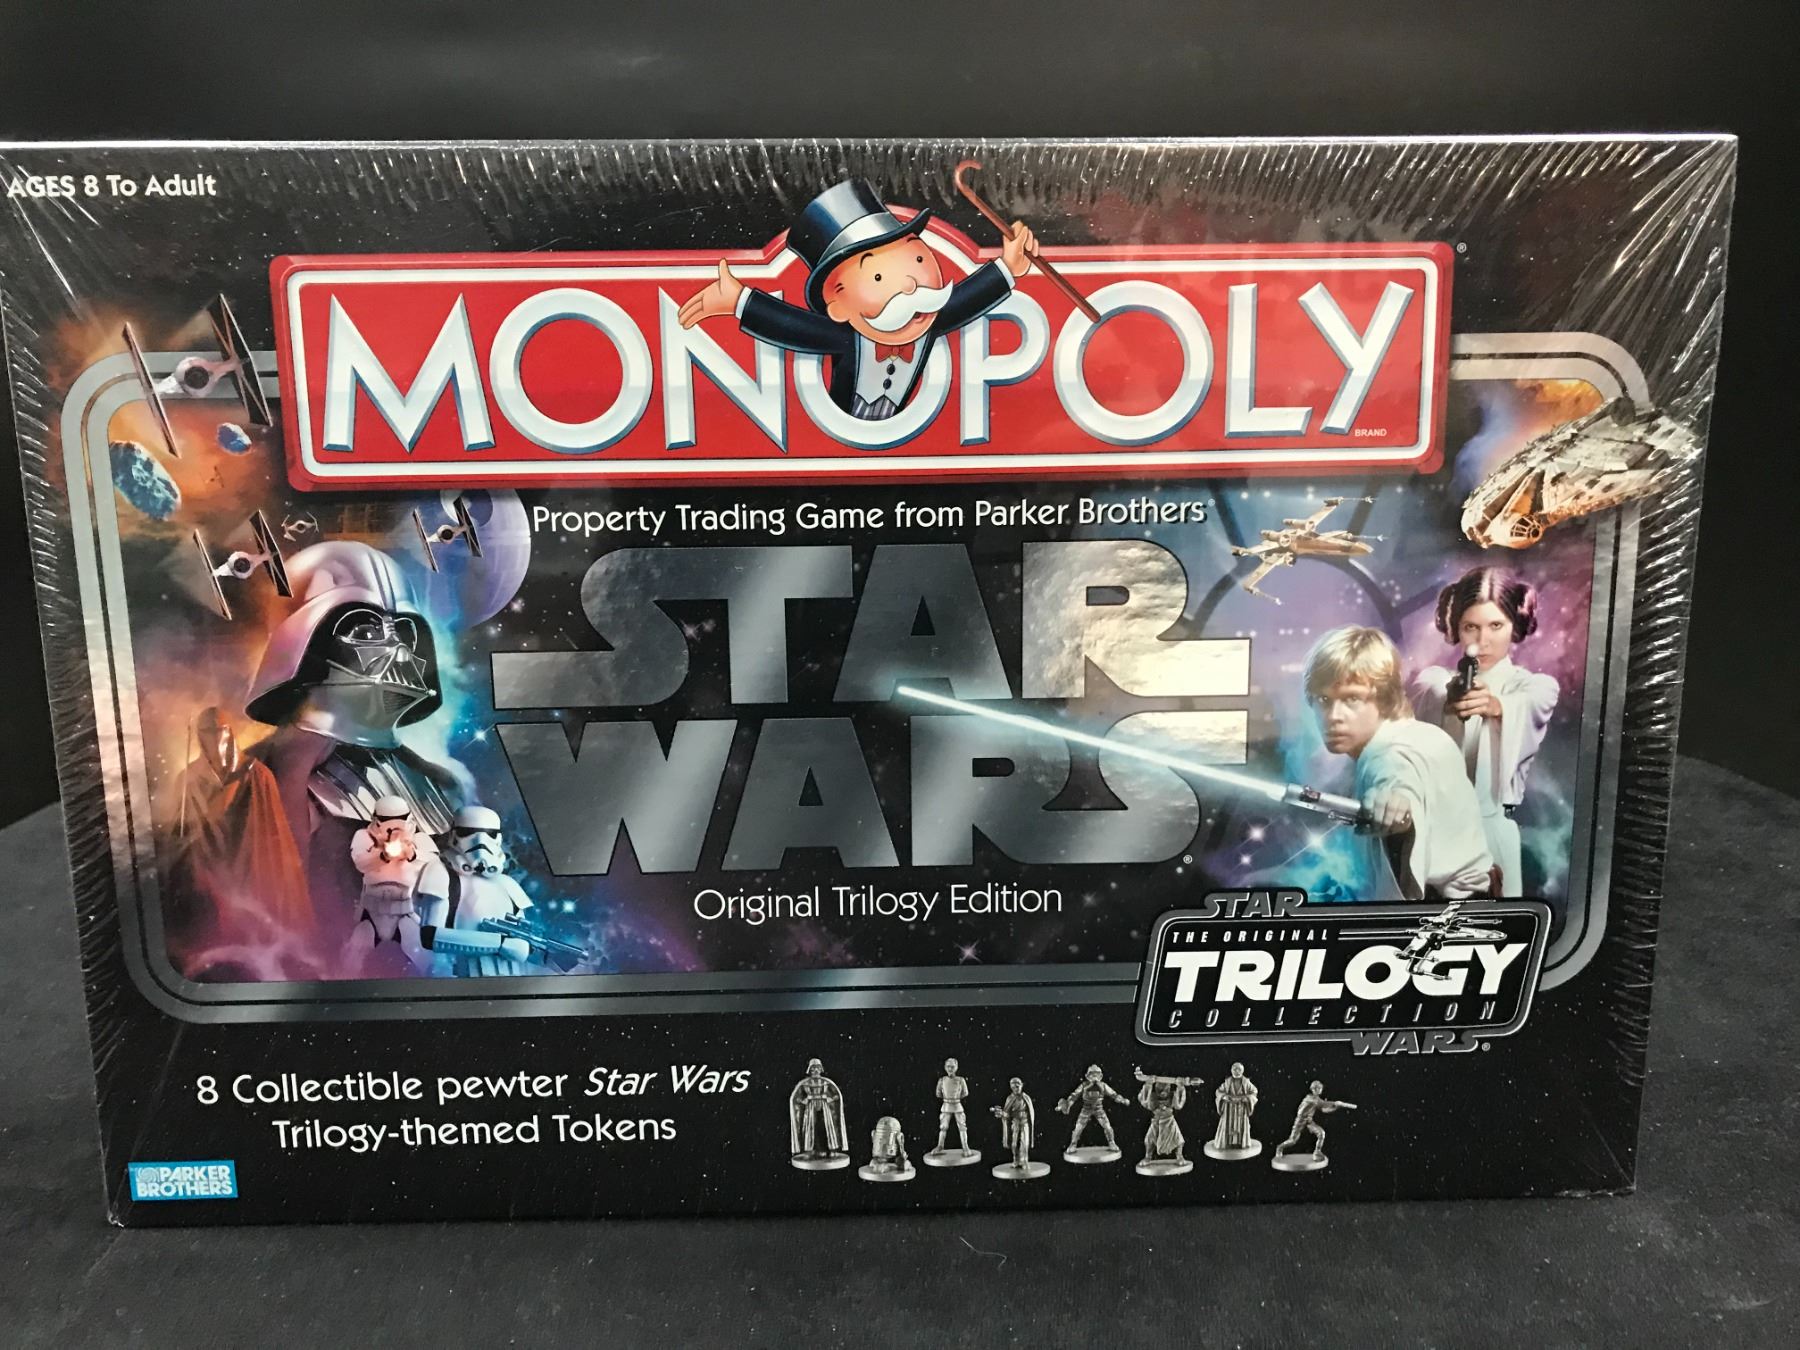 AGES 8 To Adult
MONOPOLY®
BRAND
Property Trading Game from Parker Brothers®
STAR
WARS®
Original Trilogy Edition
STAR
THE ORIGINAL
TRILOGY
COLLECTION
WARS®
8 Collectible pewter Star Wars
Trilogy-themed Tokens
PARKER
BROTHERS